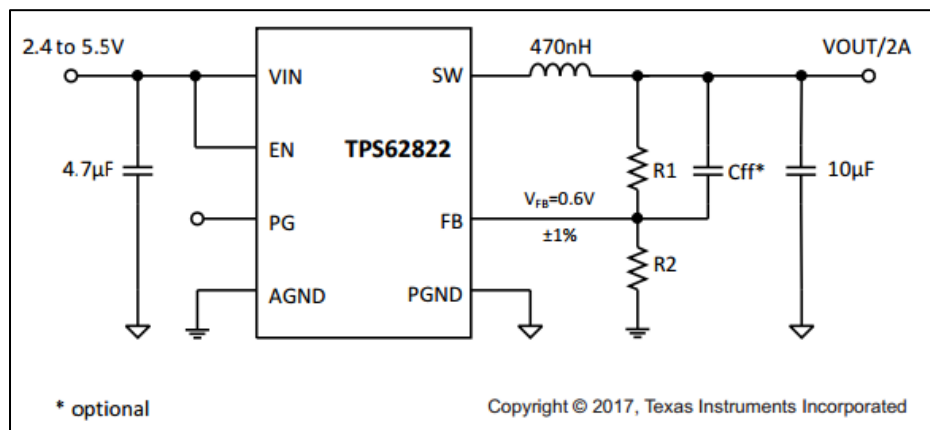 2.4 to 5.5V
470nH
VOUT/2A
VIN
SW
EN
TPS62822
4.7µF
R1
Cff*
10µF
V_FB=0.6V
PG
FB
±1%
R2
AGND
PGND
* optional
Copyright © 2017, Texas Instruments Incorporated